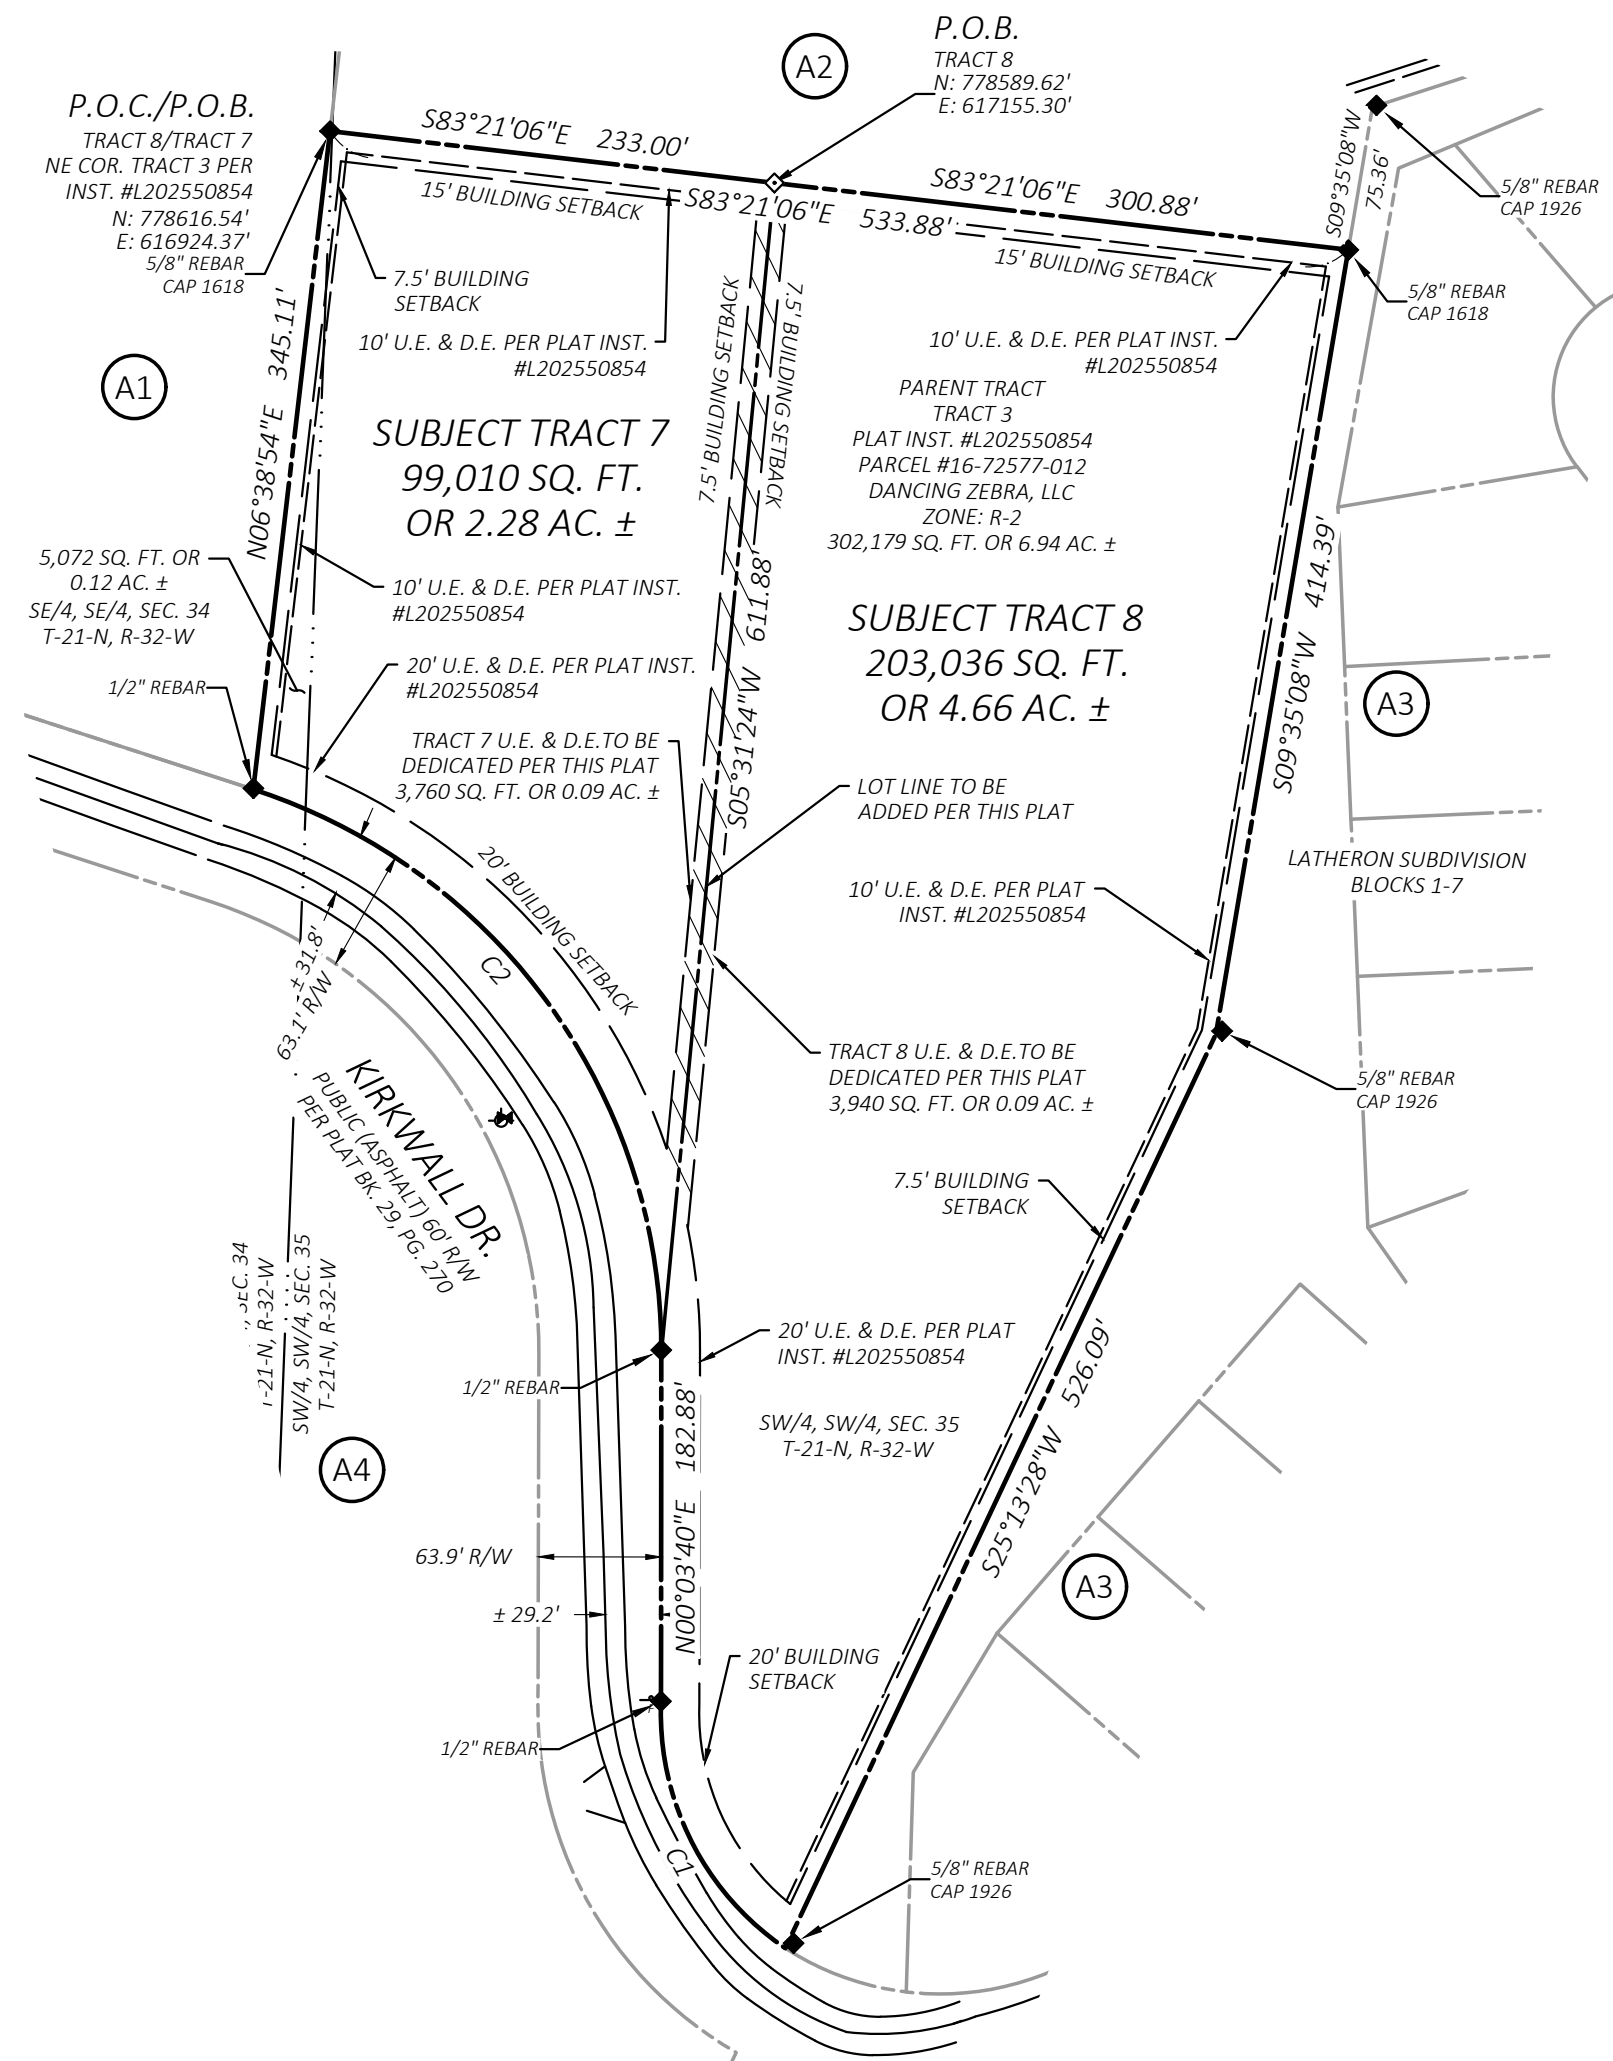 P.O.B.
TRACT 8
N: 778589.62'
E: 617155.30'
A2
P.O.C./P.O.B.
TRACT 8/TRACT 7
NE COR. TRACT 3 PER
INST. #L202550854
N: 778616.54'
E: 616924.37'
5/8" REBAR
CAP 1618
S83°21'06"E 233.00'
S83°21'06"E 300.88'
S83°21'06"E 533.88'
15' BUILDING SETBACK
15' BUILDING SETBACK
S09°35'08"W
75.36'
5/8" REBAR
CAP 1926
5/8" REBAR
CAP 1618
7.5' BUILDING
SETBACK
10' U.E. & D.E. PER PLAT INST.
#L202550854
7.5' BUILDING SETBACK
7.5' BUILDING SETBACK
10' U.E. & D.E. PER PLAT INST.
#L202550854
A1
N06°38'54"E 345.11'
SUBJECT TRACT 7
99,010 SQ. FT.
OR 2.28 AC. ±
PARENT TRACT
TRACT 3
PLAT INST. #L202550854
PARCEL #16-72577-012
DANCING ZEBRA, LLC
ZONE: R-2
302,179 SQ. FT. OR 6.94 AC. ±
5,072 SQ. FT. OR
0.12 AC. ±
SE/4, SE/4, SEC. 34
T-21-N, R-32-W
10' U.E. & D.E. PER PLAT INST.
#L202550854
SUBJECT TRACT 8
203,036 SQ. FT.
OR 4.66 AC. ±
S09°35'08"W 414.39'
A3
1/2" REBAR
20' U.E. & D.E. PER PLAT INST.
#L202550854
S05°31'24"W 611.88'
TRACT 7 U.E. & D.E.TO BE
DEDICATED PER THIS PLAT
3,760 SQ. FT. OR 0.09 AC. ±
LOT LINE TO BE
ADDED PER THIS PLAT
LATHERON SUBDIVISION
BLOCKS 1-7
10' U.E. & D.E. PER PLAT
INST. #L202550854
20' BUILDING SETBACK
C2
± 31.8'
63.1' R/W
KIRKWALL DR.
PUBLIC (ASPHALT) 60' R/W
PER PLAT BK. 29, PG. 270
TRACT 8 U.E. & D.E.TO BE
DEDICATED PER THIS PLAT
3,940 SQ. FT. OR 0.09 AC. ±
5/8" REBAR
CAP 1926
7.5' BUILDING
SETBACK
SEC. 34
T-21-N, R-32-W
SW/4, SW/4, SEC. 35
T-21-N, R-32-W
20' U.E. & D.E. PER PLAT
INST. #L202550854
1/2" REBAR
SW/4, SW/4, SEC. 35
T-21-N, R-32-W
A4
N00°03'40"E 182.88'
S25°13'28"W 526.09'
63.9' R/W
± 29.2'
A3
20' BUILDING
SETBACK
1/2" REBAR
C1
5/8" REBAR
CAP 1926